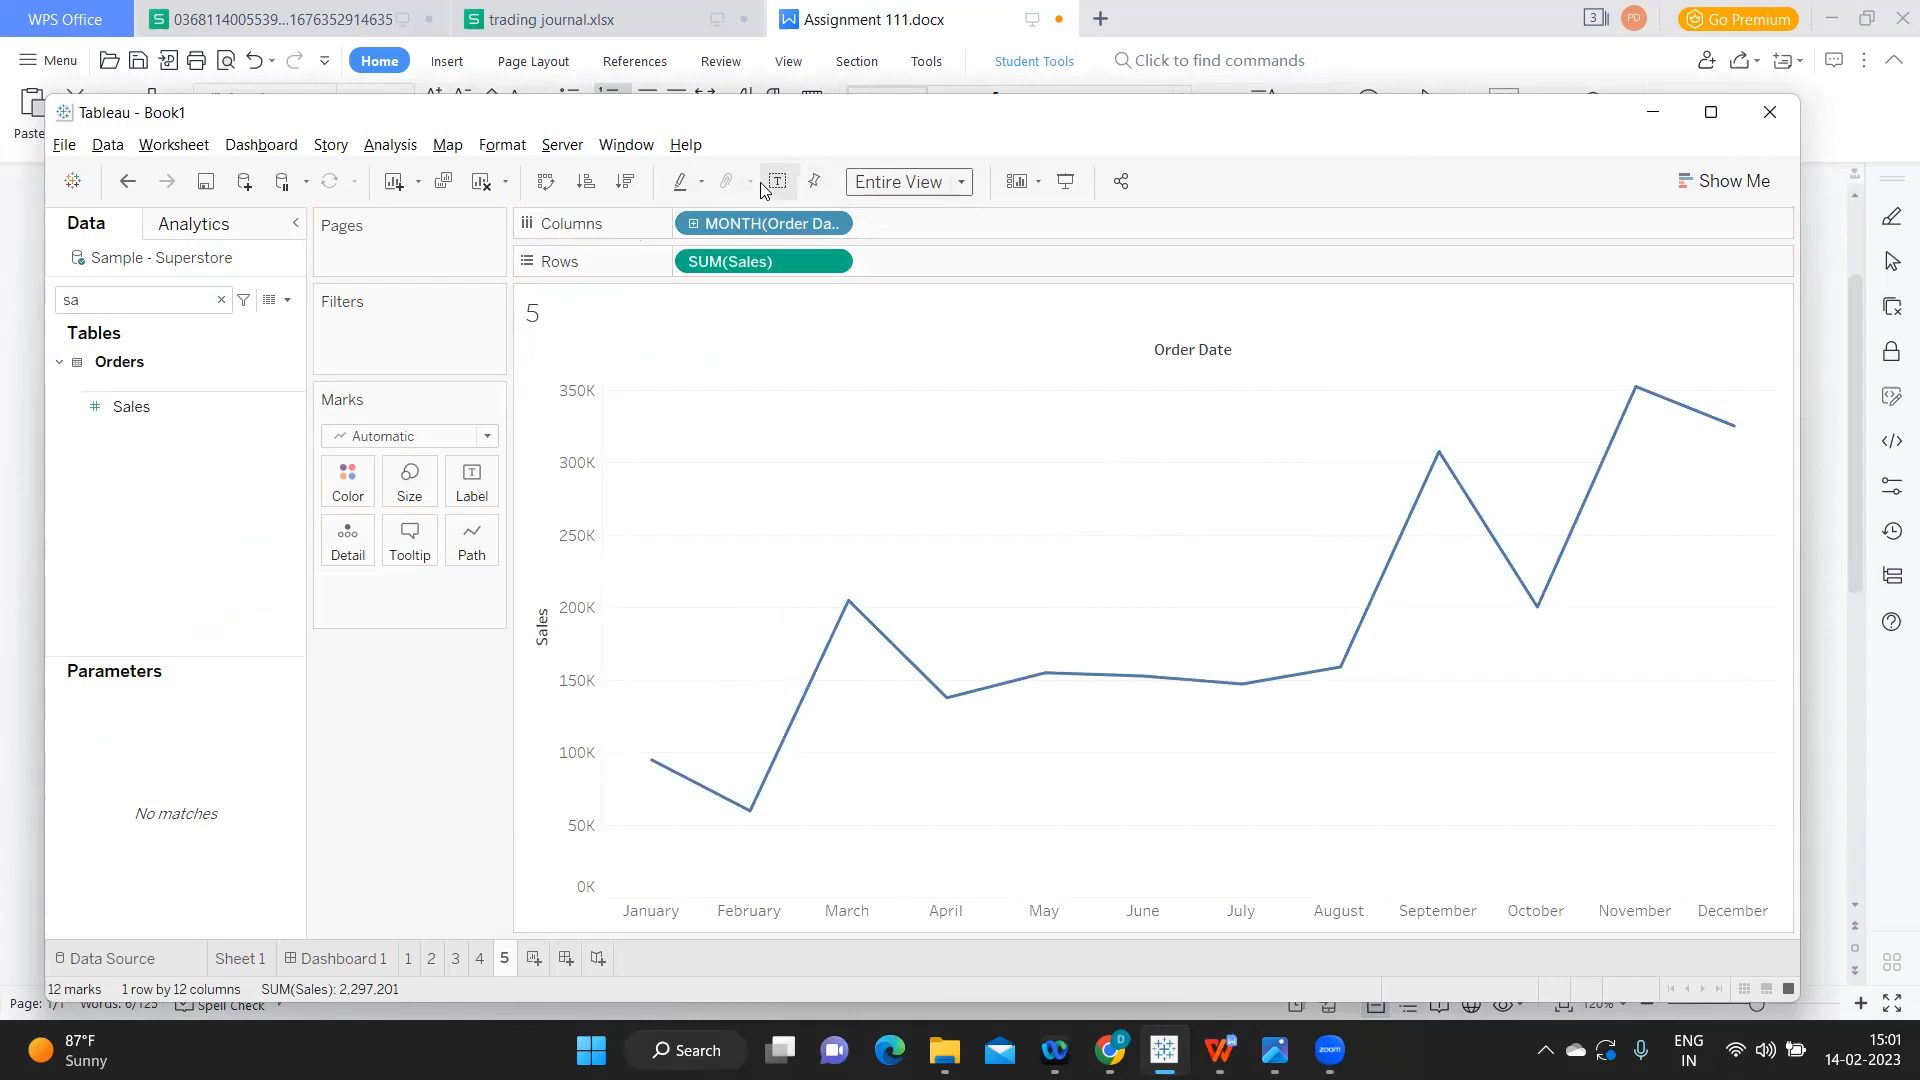 WPS Office
0368114005539...1676352914635
trading journal.xlsx
Assignment 111.docx
3
PD
Go Premium
Menu
Home
Insert
Page Layout
References
Review
View
Section
Tools
Student Tools
Click to find commands
Paste
Tableau - Book1
File
Data
Worksheet
Dashboard
Story
Analysis
Map
Format
Server
Window
Help
Entire View
Show Me
Data
Analytics
Pages
Columns
MONTH(Order Da..
Sample - Superstore
Rows
SUM(Sales)
sa
Filters
5
Tables
Orders
Order Date
Marks
Sales
Automatic
Color
Size
Label
Detail
Tooltip
Path
350K
300K
250K
200K
150K
100K
50K
0K
Sales
Parameters
No matches
January
February
March
April
May
June
July
August
September
October
November
December
Data Source
Sheet 1
Dashboard 1
1
2
3
4
5
12 marks
1 row by 12 columns
SUM(Sales): 2,297,201
Page: 1/1
Words: 6/125
Spell Check
120%
87°F
Sunny
Search
zoom
ENG
IN
15:01
14-02-2023